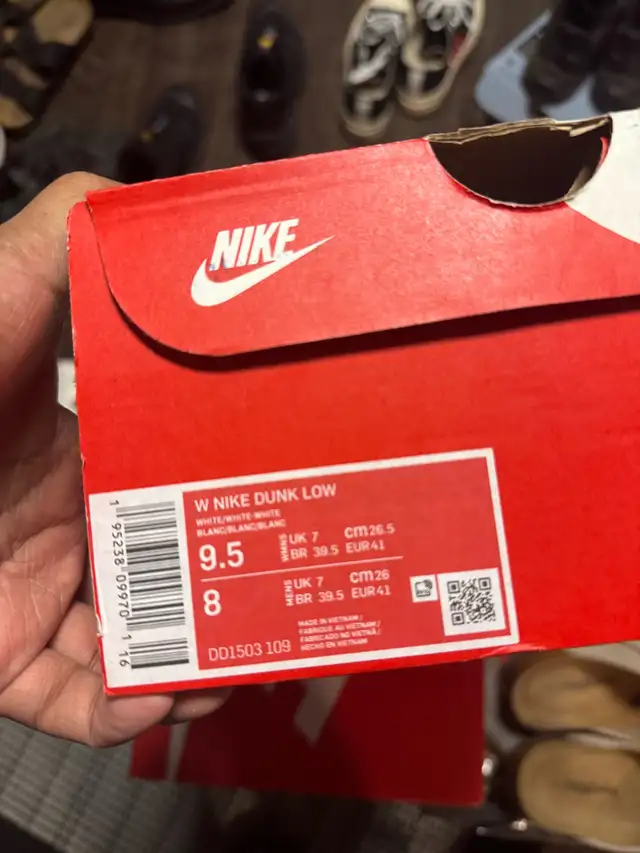 NIKE
W NIKE DUNK LOW
WHITE/WHITE-WHITE
BLANC/BLANC/BLANC
9.5 WMNS UK 7 cm 26.5
BR 39.5 EUR 41
8 MENS UK 7 cm 26
BR 39.5 EUR 41
MADE IN VIETNAM /
FABRIQUÉ AU VIETNAM /
FABRICADO NO VIETNÃ /
HECHO EN VIETNAM
DD1503 109
1 95238 09970 1 16